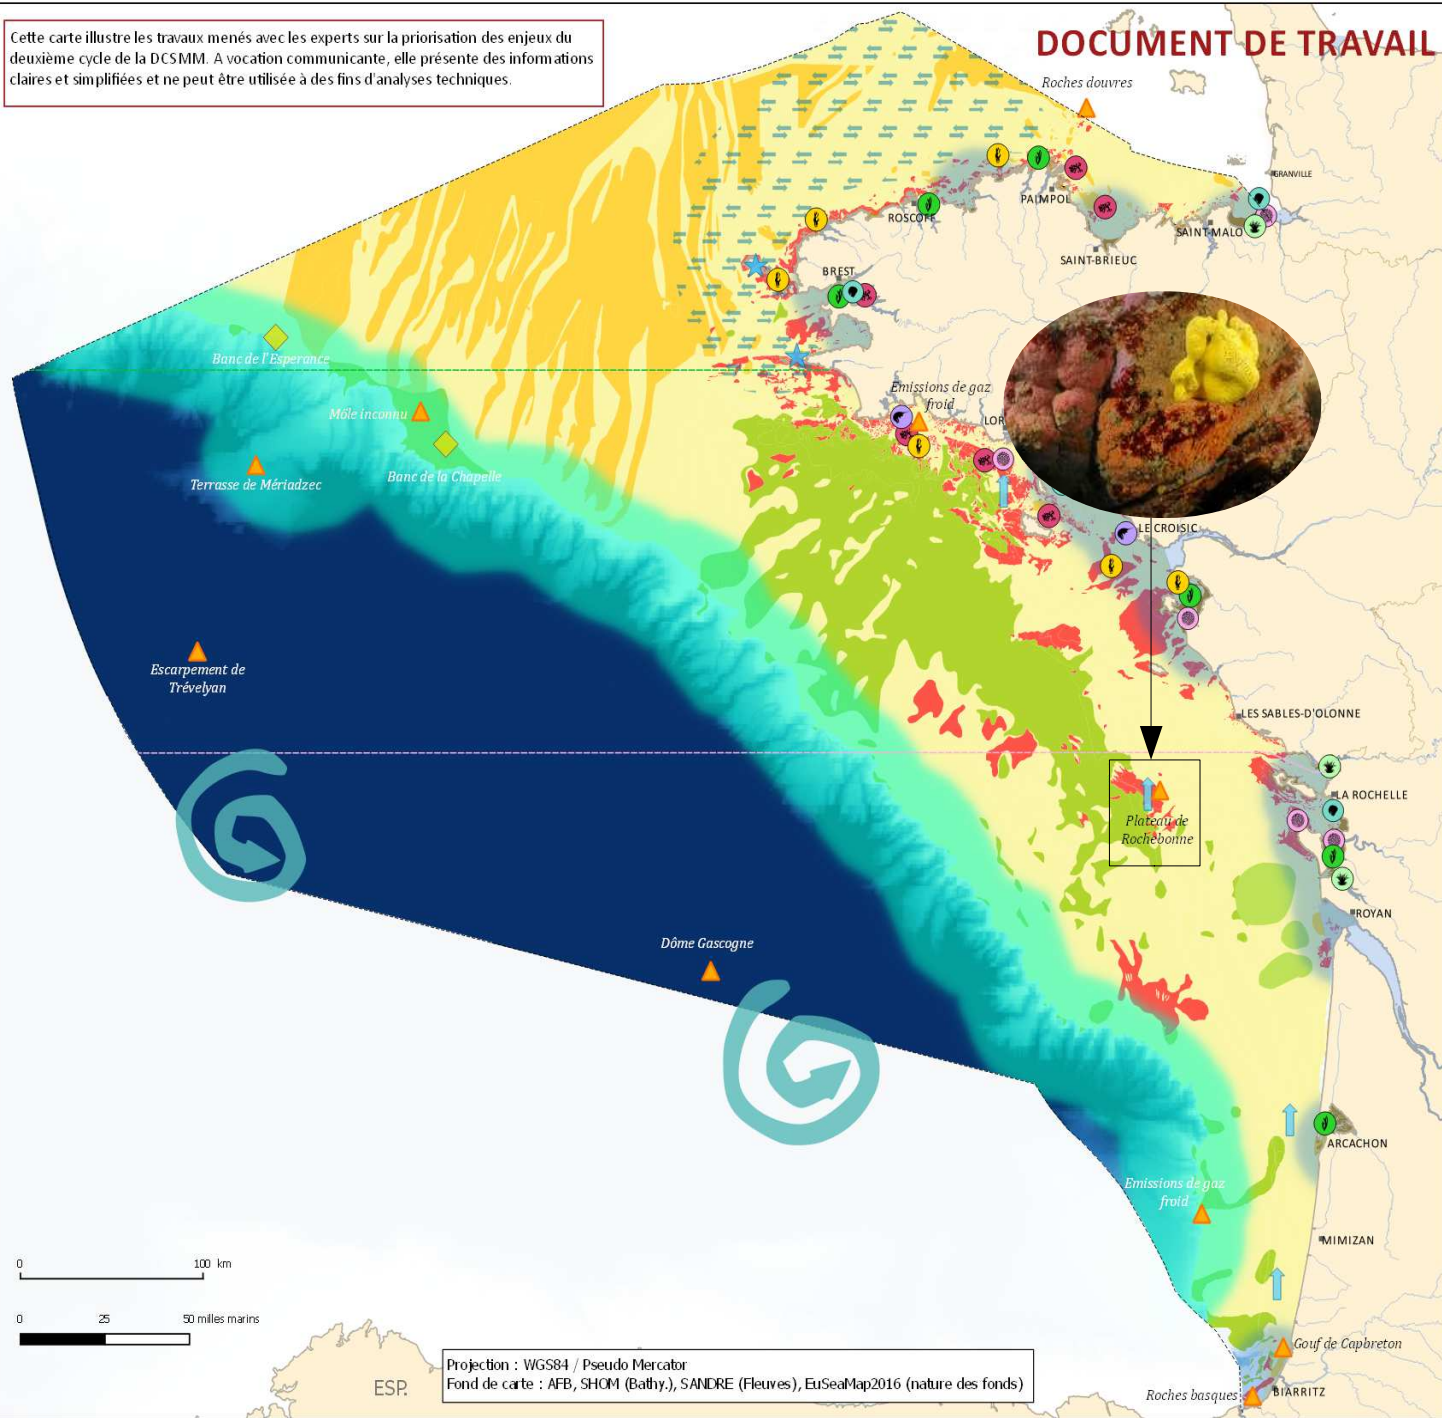 Cette carte illustre les travaux menés avec les experts sur la priorisation des enjeux du
deuxième cycle de la DCSMM. A vocation communicante, elle présente des informations
claires et simplifiées et ne peut être utilisée à des fins d'analyses techniques.
DOCUMENT DE TRAVAIL
Roches douvres
GRANVILLE
PAIMPOL
ROSCOFF
SAINT-MALO
SAINT-BRIEUC
BREST
Banc de l'Esperance
Môle inconnu
Emissions de gaz
froid
LOR
Banc de la Chapelle
Terrasse de Mériadzec
LE CROISIC
Escarpement de
Trévelyan
LES SABLES-D'OLONNE
LA ROCHELLE
Plateau de
Rochebonne
ROYAN
Dôme Gascogne
ARCACHON
Emissions de gaz
froid
MIMIZAN
0 100 km
0 25 50 milles marins
Gouf de Capbreton
Projection : WGS84 / Pseudo Mercator
Fond de carte : AFB, SHOM (Bathy.), SANDRE (Fleuves), EuSeaMap2016 (nature des fonds)
ESP.
Roches basques
BIARRITZ